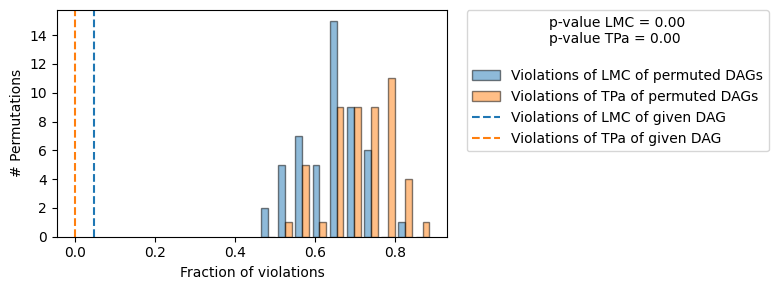 14
12
10
8
6
4
2
0
# Permutations
0.0 0.2 0.4 0.6 0.8
Fraction of violations
p-value LMC = 0.00
p-value TPa = 0.00
Violations of LMC of permuted DAGs
Violations of TPa of permuted DAGs
Violations of LMC of given DAG
Violations of TPa of given DAG